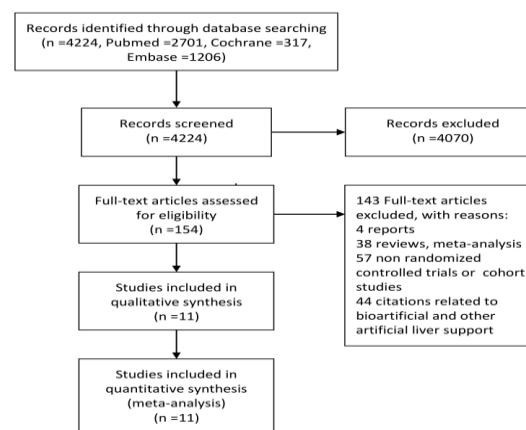 Records identified through database searching
(n =4224, Pubmed =2701, Cochrane =317,
Embase =1206)
Records screened
(n =4224)
Records excluded
(n =4070)
Full-text articles assessed
for eligibility
(n =154)
143 Full-text articles
excluded, with reasons:
4 reports
38 reviews, meta-analysis
57 non randomized
controlled trials or cohort
studies
44 citations related to
bioartificial and other
artificial liver support
Studies included in
qualitative synthesis
(n =11)
Studies included in
quantitative synthesis
(meta-analysis)
(n =11)